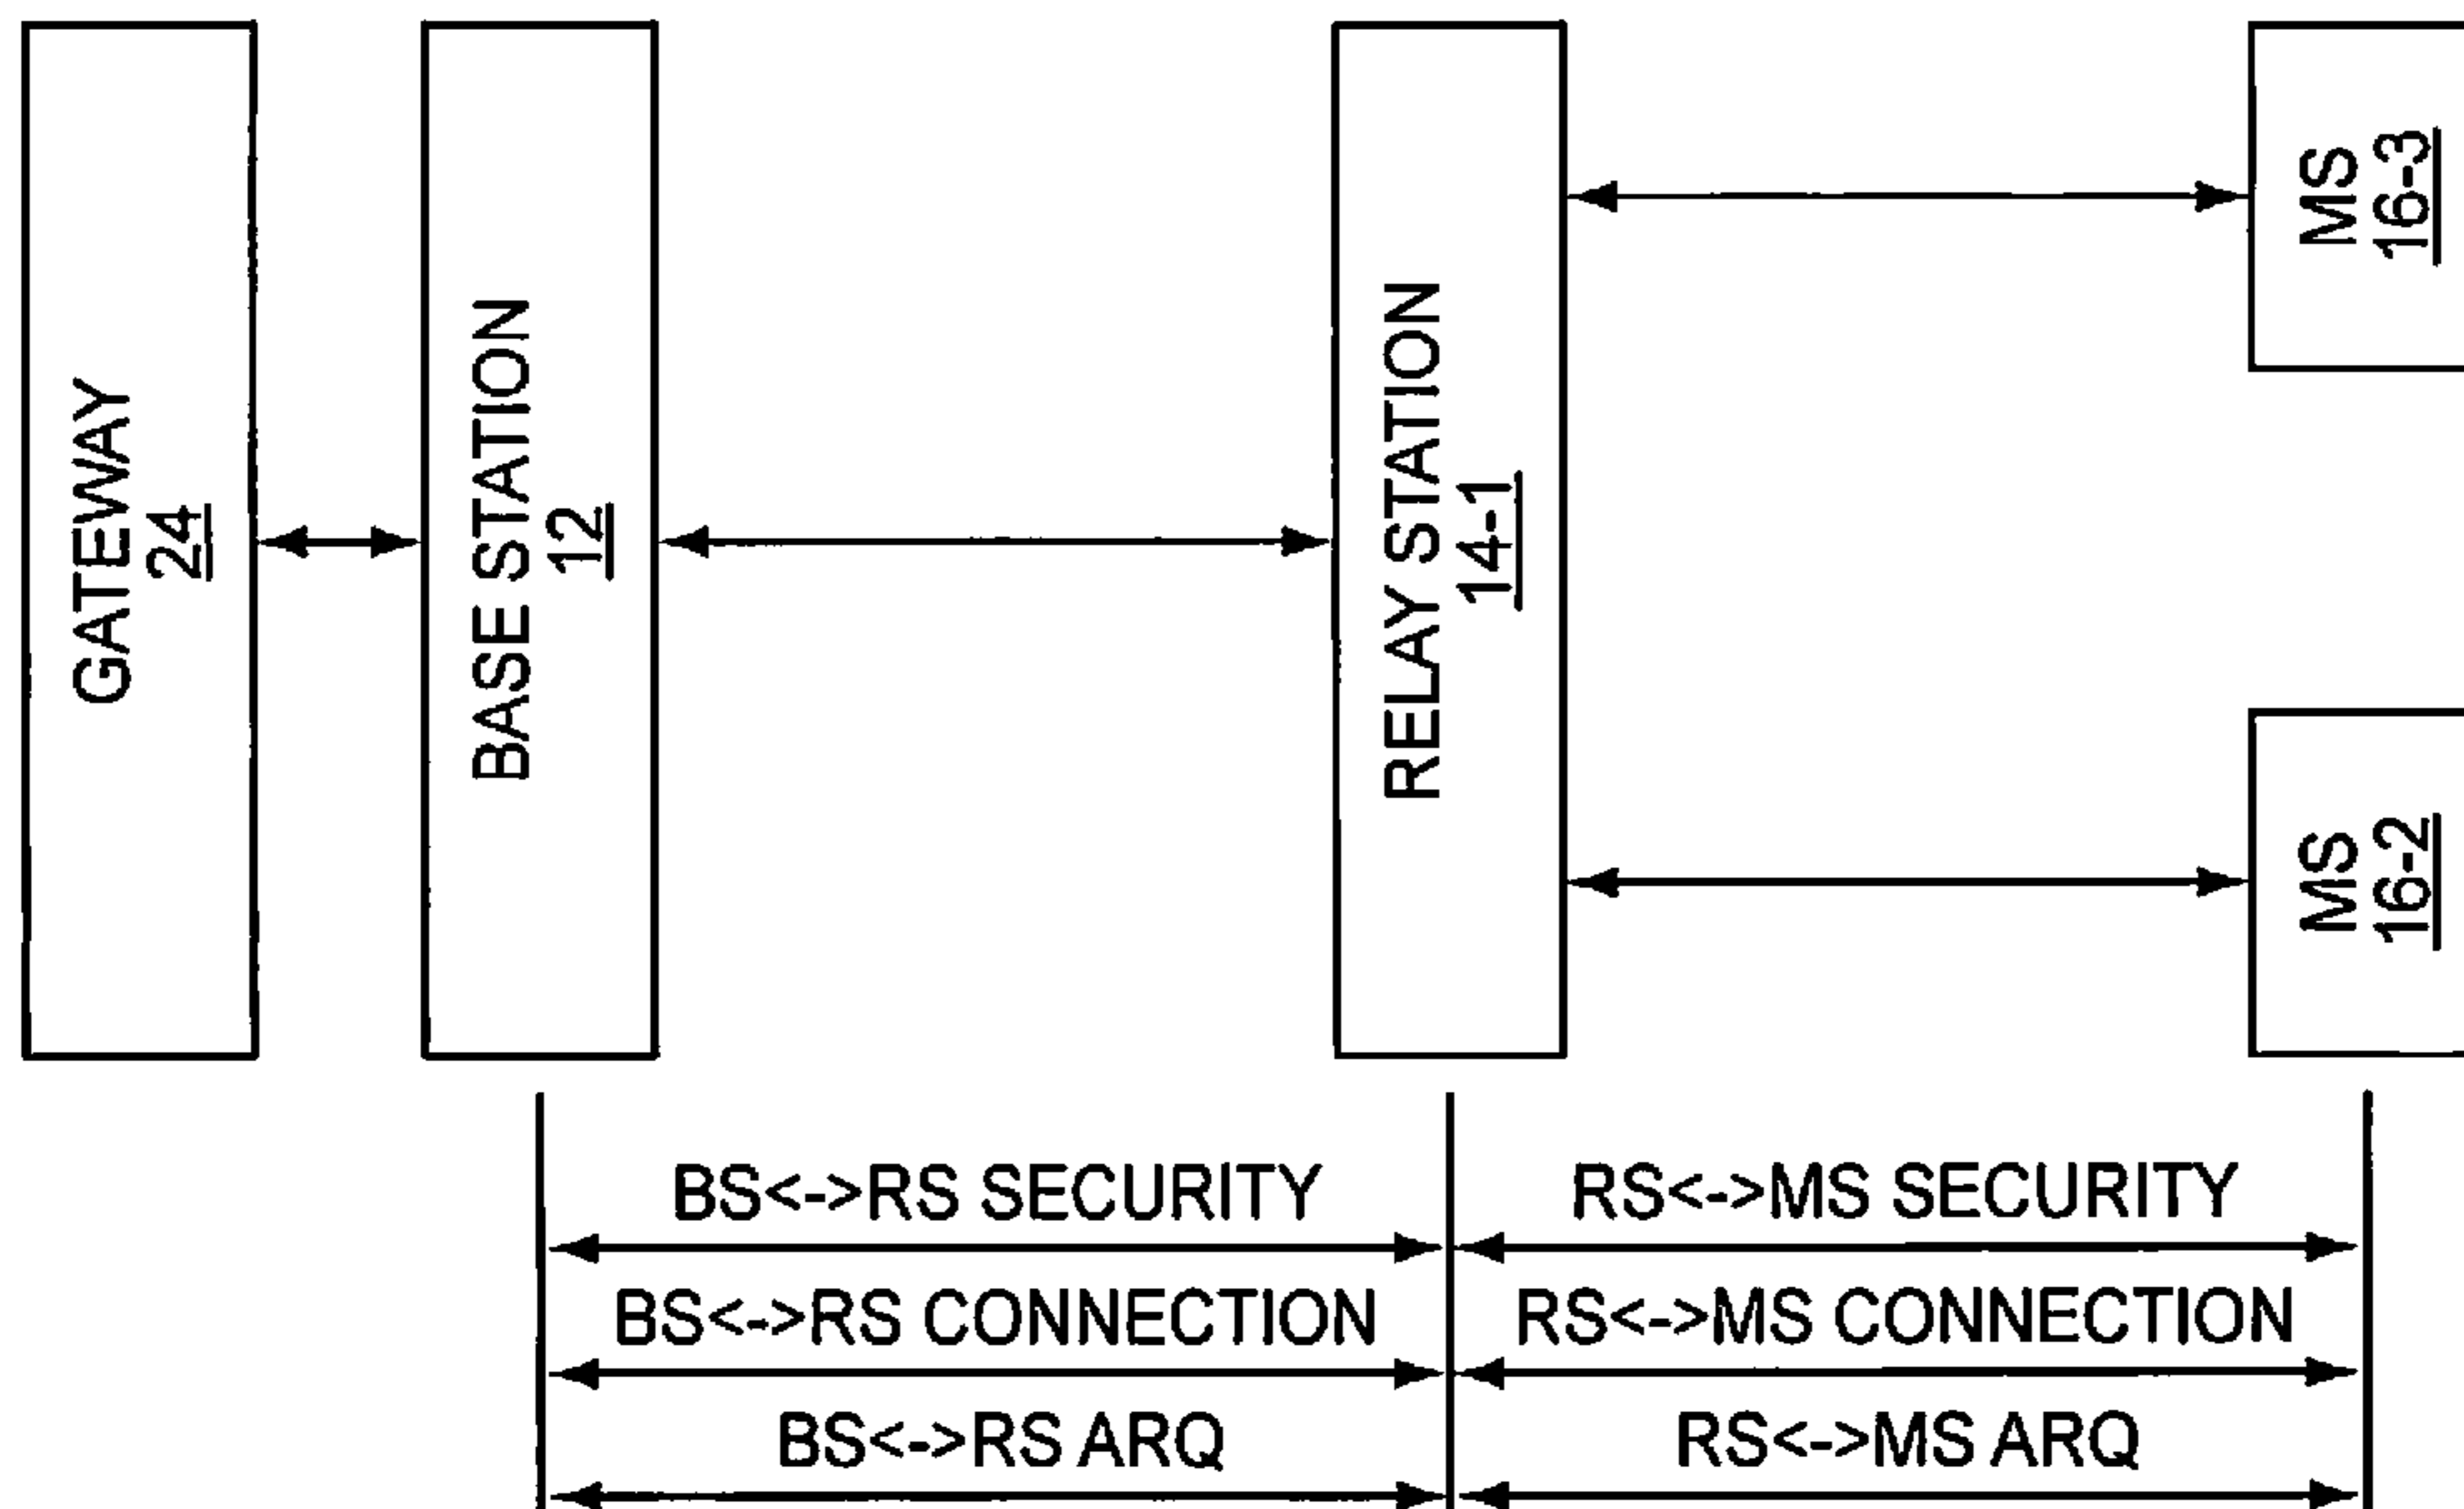 GATEWAY
24
BASE STATION
12
RELAY STATION
14-1
MS
16-3
MS
16-2
BS<->RS SECURITY
RS<->MS SECURITY
BS<->RS CONNECTION
RS<->MS CONNECTION
BS<->RS ARQ
RS<->MS ARQ